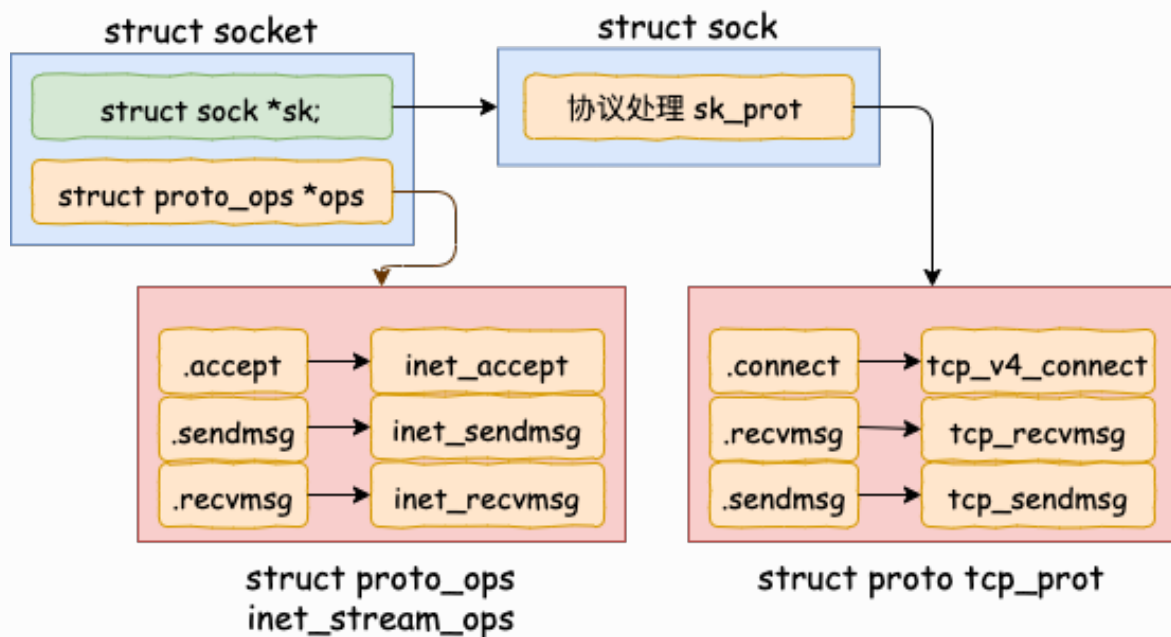 struct socket
struct sock
struct sock *sk;
协议处理 sk_prot
struct proto_ops *ops
.accept
inet_accept
.sendmsg
inet_sendmsg
.recvmsg
inet_recvmsg
.connect
tcp_v4_connect
.recvmsg
tcp_recvmsg
.sendmsg
tcp_sendmsg
struct proto_ops
inet_stream_ops
struct proto tcp_prot